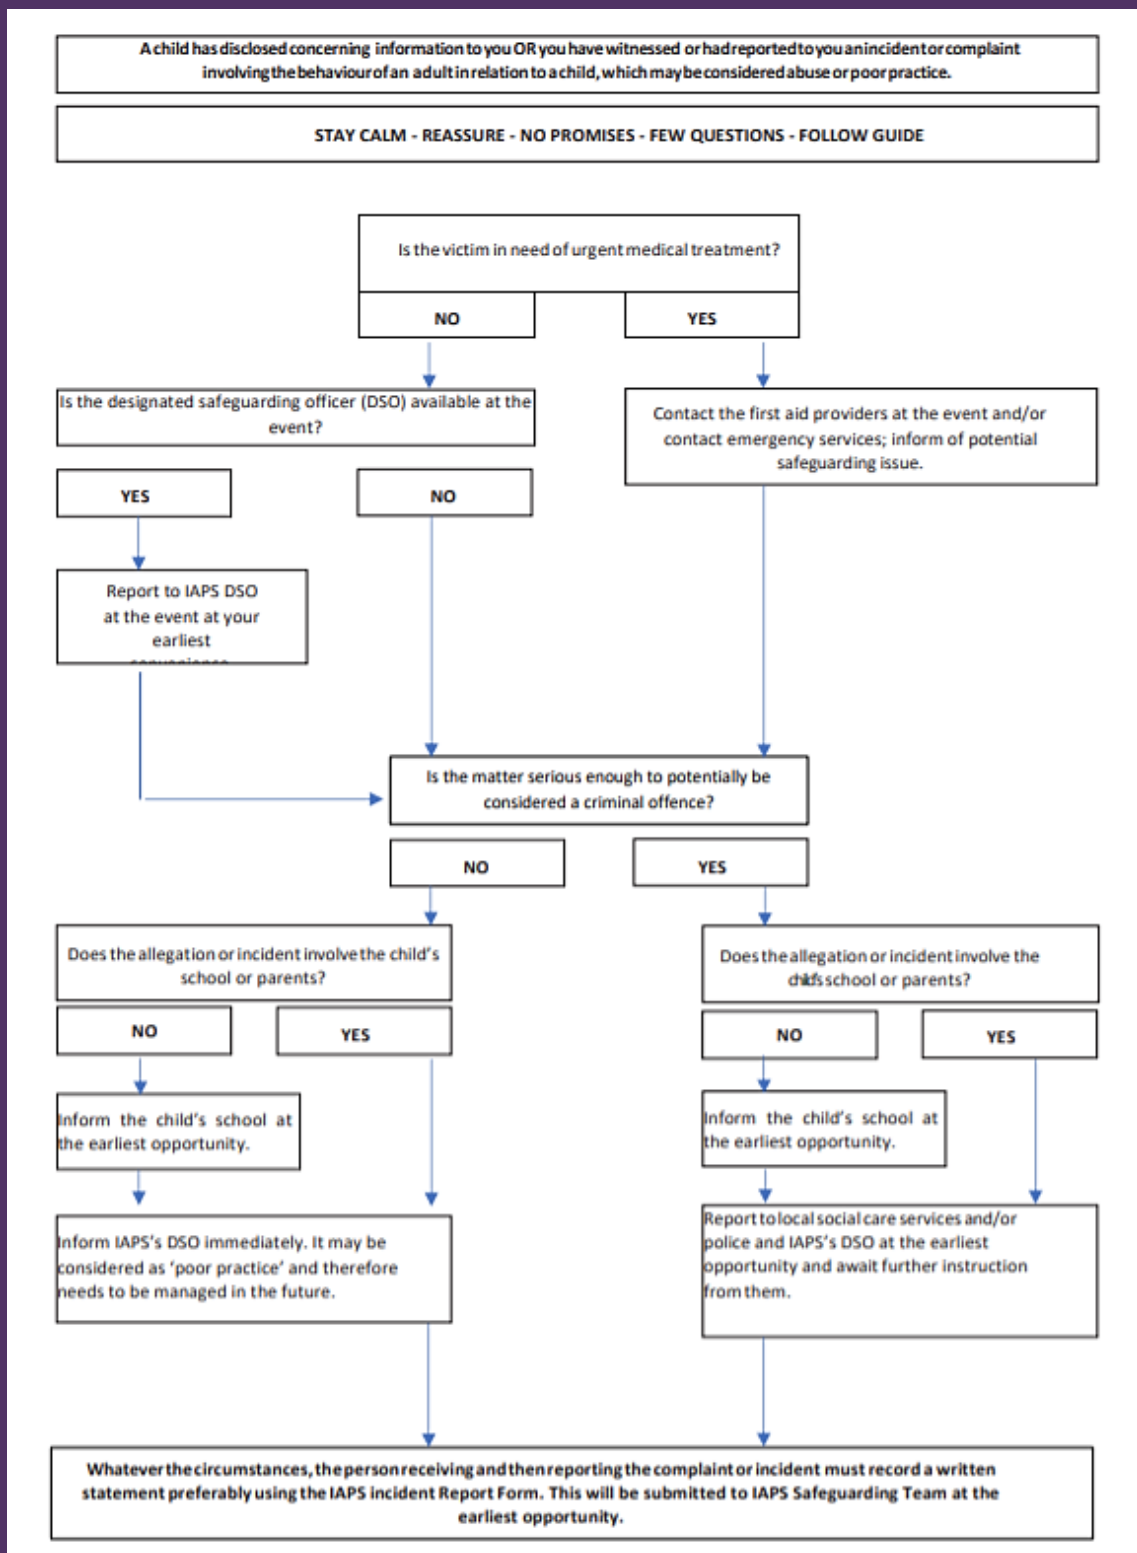 A child has disclosed concerning information to you OR you have witnessed or had reported to you an incident or complaint
involving the behaviour of an adult in relation to a child, which may be considered abuse or poor practice.
STAY CALM - REASSURE - NO PROMISES - FEW QUESTIONS - FOLLOW GUIDE
Is the victim in need of urgent medical treatment?
NO
YES
Is the designated safeguarding officer (DSO) available at the
event?
Contact the first aid providers at the event and/or
contact emergency services; inform of potential
safeguarding issue.
YES
NO
Report to IAPS DSO
at the event at your
earliest
Is the matter serious enough to potentially be
considered a criminal offence?
NO
YES
Does the allegation or incident involve the child's
school or parents?
Does the allegation or incident involve the
child's school or parents?
NO
YES
NO
YES
Inform the child's school at
the earliest opportunity.
Inform the child's school at
the earliest opportunity.
Inform IAPS's DSO immediately. It may be
considered as 'poor practice' and therefore
needs to be managed in the future.
Report to local social care services and/or
police and IAPS's DSO at the earliest
opportunity and await further instruction
from them.
Whatever the circumstances, the person receiving and then reporting the complaint or incident must record a written
statement preferably using the IAPS incident Report Form. This will be submitted to IAPS Safeguarding Team at the
earliest opportunity.